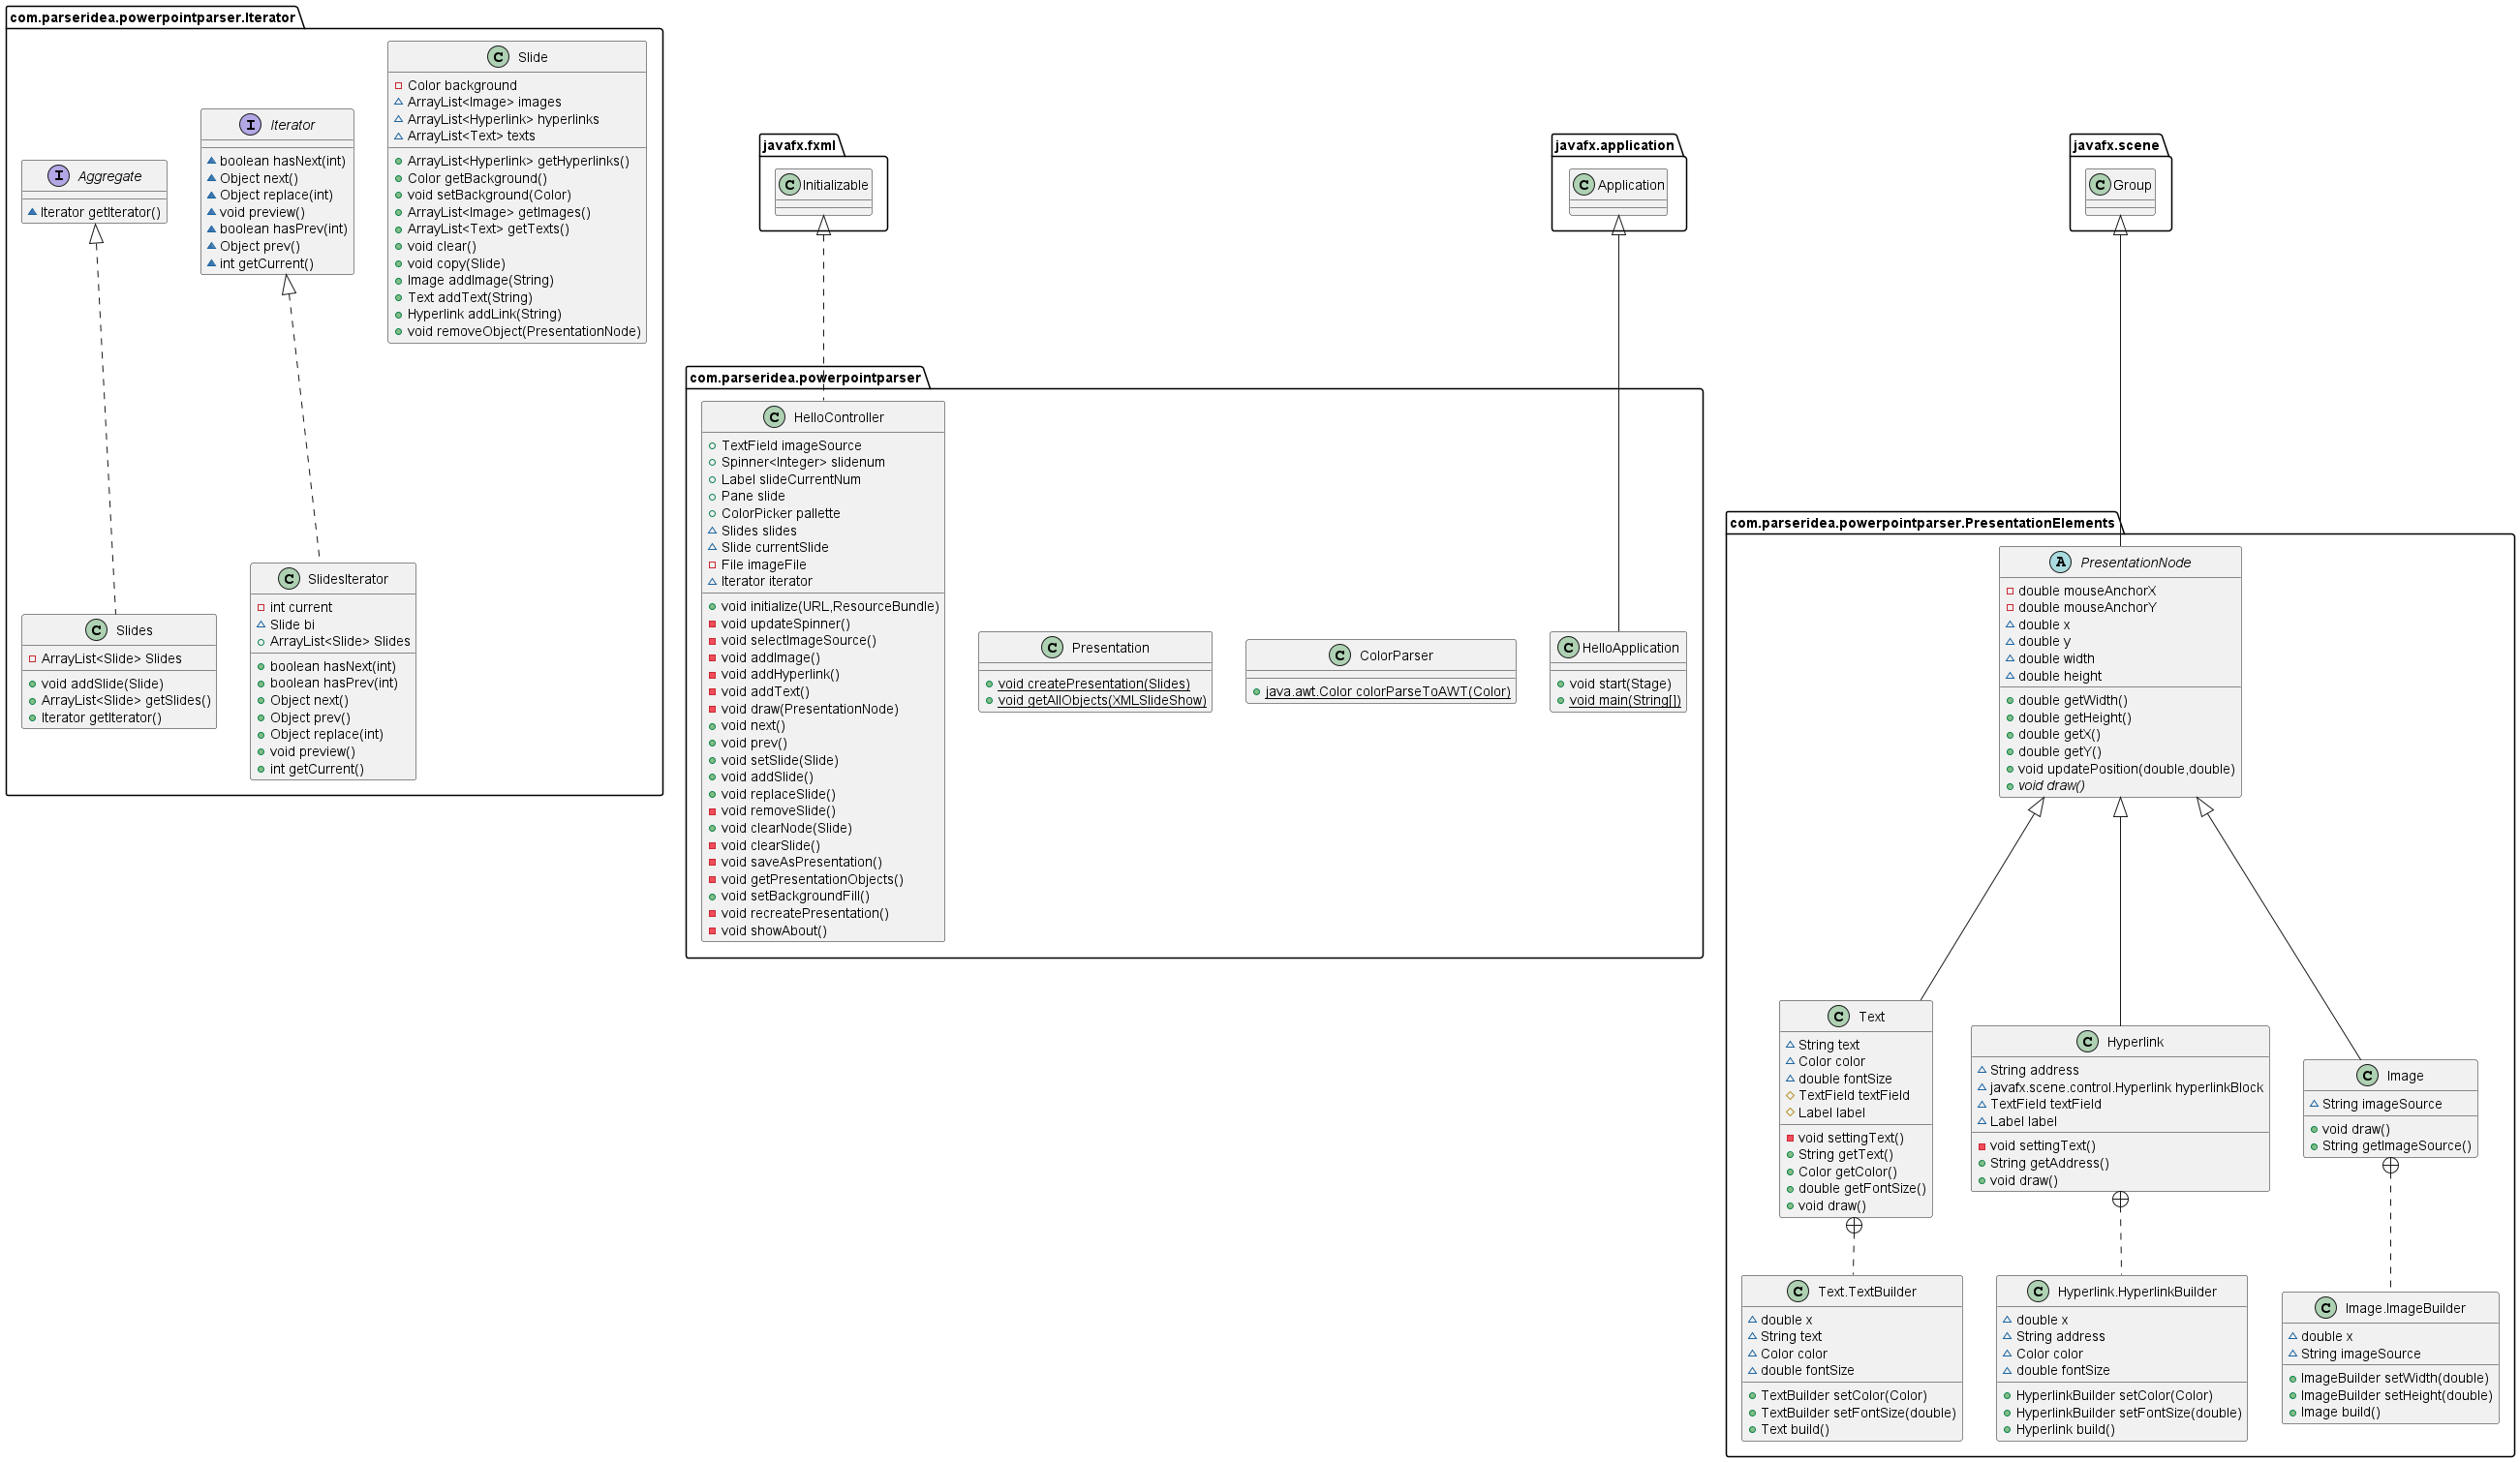 com.parseridea.powerpointparser.Iterator
Slide
Color background
ArrayList<Image> images
ArrayList<Hyperlink> hyperlinks
ArrayList<Text> texts
ArrayList<Hyperlink> getHyperlinks()
Color getBackground()
void setBackground(Color)
ArrayList<Image> getImages()
ArrayList<Text> getTexts()
void clear()
void copy(Slide)
Image addImage(String)
Text addText(String)
Hyperlink addLink(String)
void removeObject(PresentationNode)
Iterator
boolean hasNext(int)
Object next()
Object replace(int)
void preview()
boolean hasPrev(int)
Object prev()
int getCurrent()
Aggregate
Iterator getIterator()
Slides
ArrayList<Slide> Slides
void addSlide(Slide)
ArrayList<Slide> getSlides()
Iterator getIterator()
SlidesIterator
int current
Slide bi
ArrayList<Slide> Slides
boolean hasNext(int)
boolean hasPrev(int)
Object next()
Object prev()
Object replace(int)
void preview()
int getCurrent()
javafx.fxml
Initializable
javafx.application
Application
javafx.scene
Group
com.parseridea.powerpointparser
HelloController
TextField imageSource
Spinner<Integer> slidenum
Label slideCurrentNum
Pane slide
ColorPicker pallette
Slides slides
Slide currentSlide
File imageFile
Iterator iterator
void initialize(URL,ResourceBundle)
void updateSpinner()
void selectImageSource()
void addImage()
void addHyperlink()
void addText()
void draw(PresentationNode)
void next()
void prev()
void setSlide(Slide)
void addSlide()
void replaceSlide()
void removeSlide()
void clearNode(Slide)
void clearSlide()
void saveAsPresentation()
void getPresentationObjects()
void setBackgroundFill()
void recreatePresentation()
void showAbout()
Presentation
void createPresentation(Slides)
void getAllObjects(XMLSlideShow)
ColorParser
java.awt.Color colorParseToAWT(Color)
HelloApplication
void start(Stage)
void main(String[])
com.parseridea.powerpointparser.PresentationElements
PresentationNode
double mouseAnchorX
double mouseAnchorY
double x
double y
double width
double height
double getWidth()
double getHeight()
double getX()
double getY()
void updatePosition(double,double)
void draw()
Text
String text
Color color
double fontSize
TextField textField
Label label
void settingText()
String getText()
Color getColor()
double getFontSize()
void draw()
Hyperlink
String address
javafx.scene.control.Hyperlink hyperlinkBlock
TextField textField
Label label
void settingText()
String getAddress()
void draw()
Image
String imageSource
void draw()
String getImageSource()
Text.TextBuilder
double x
String text
Color color
double fontSize
TextBuilder setColor(Color)
TextBuilder setFontSize(double)
Text build()
Hyperlink.HyperlinkBuilder
double x
String address
Color color
double fontSize
HyperlinkBuilder setColor(Color)
HyperlinkBuilder setFontSize(double)
Hyperlink build()
Image.ImageBuilder
double x
String imageSource
ImageBuilder setWidth(double)
ImageBuilder setHeight(double)
Image build()